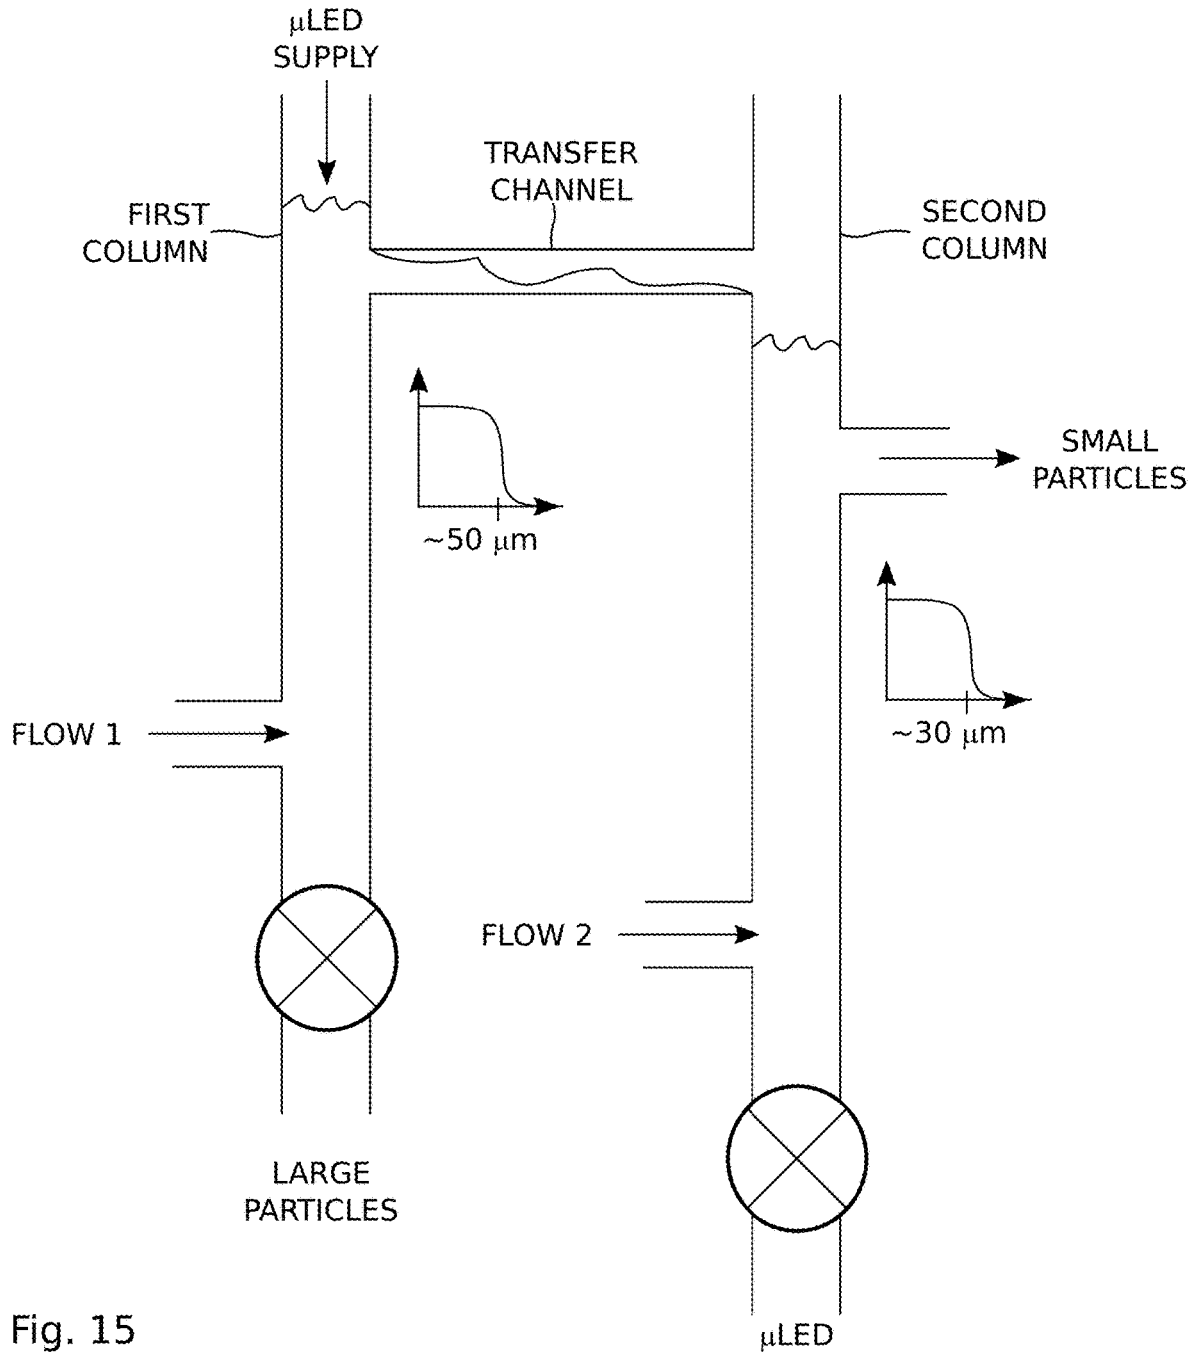 μLED
SUPPLY
TRANSFER
CHANNEL
FIRST
COLUMN
SECOND
COLUMN
SMALL
PARTICLES
~50 μm
~30 μm
FLOW 1
FLOW 2
LARGE
PARTICLES
Fig. 15
μLED